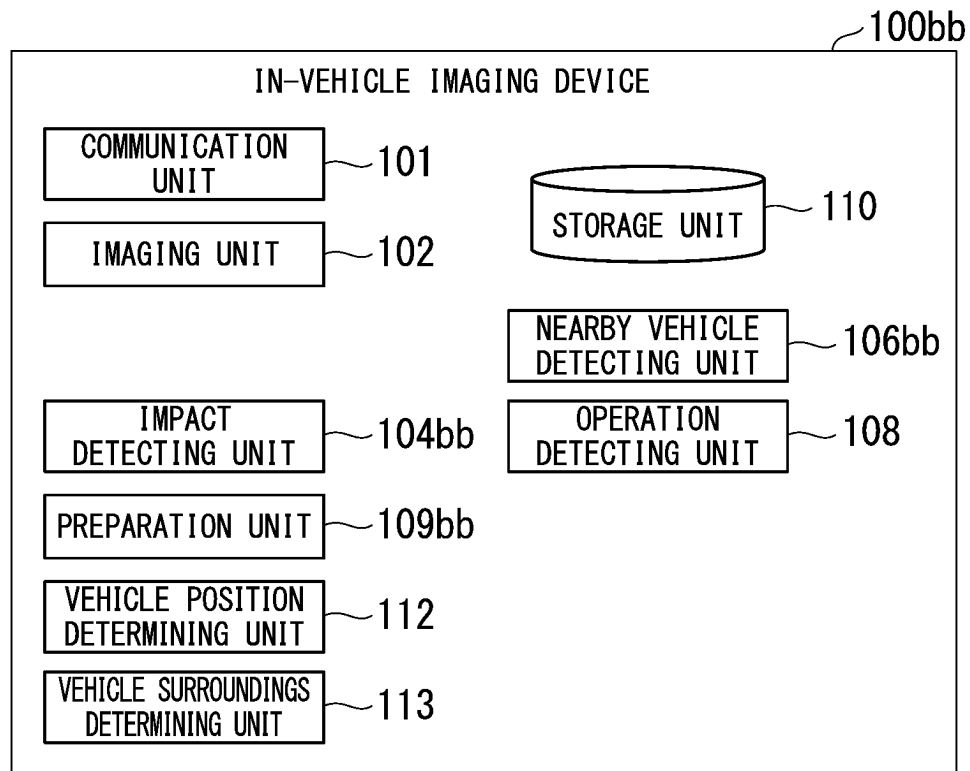 100bb
IN-VEHICLE IMAGING DEVICE
COMMUNICATION
UNIT
101
IMAGING UNIT
102
STORAGE UNIT
110
NEARBY VEHICLE
DETECTING UNIT
106bb
IMPACT
DETECTING UNIT
104bb
OPERATION
DETECTING UNIT
108
PREPARATION UNIT
109bb
VEHICLE POSITION
DETERMINING UNIT
112
VEHICLE SURROUNDINGS
DETERMINING UNIT
113